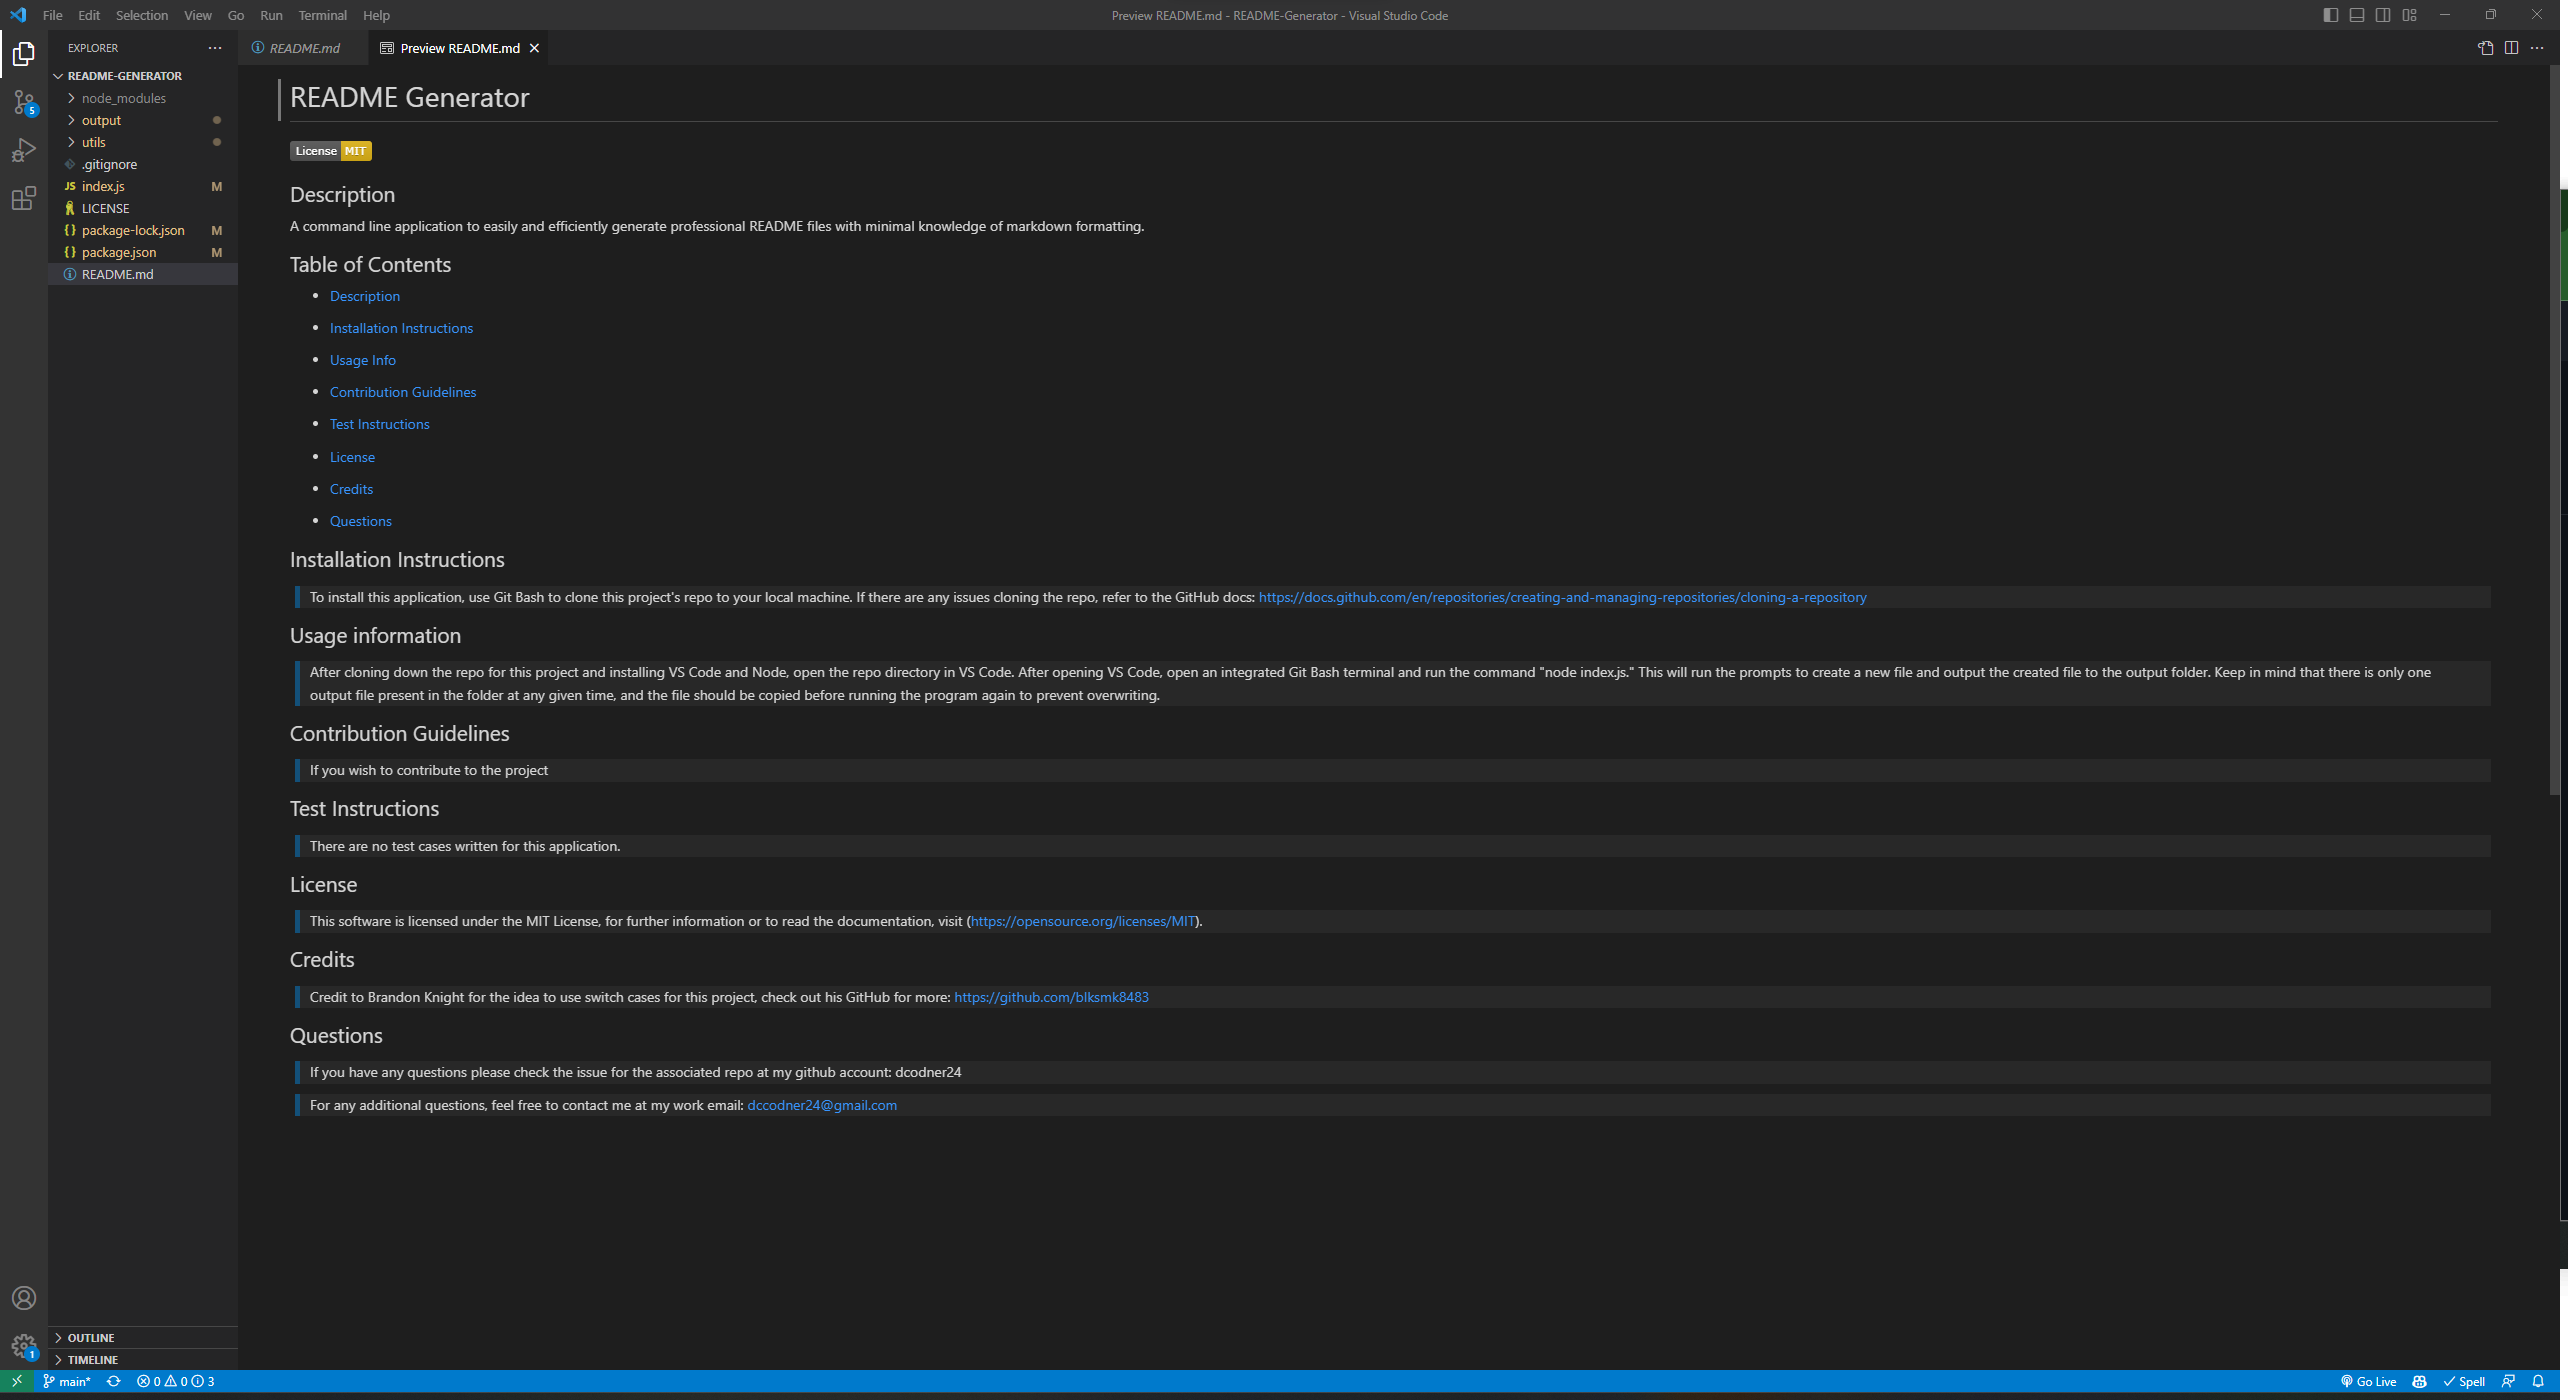 File Edit Selection View Go Run Terminal Help
Preview README.md - README-Generator - Visual Studio Code
EXPLORER
README-GENERATOR
node_modules
output
utils
.gitignore
JS index.js M
LICENSE
{} package-lock.json M
{} package.json M
README.md
OUTLINE
TIMELINE
5
1
README.md
Preview README.md
README Generator
License MIT
Description
A command line application to easily and efficiently generate professional README files with minimal knowledge of markdown formatting.
Table of Contents
• Description
• Installation Instructions
• Usage Info
• Contribution Guidelines
• Test Instructions
• License
• Credits
• Questions
Installation Instructions
To install this application, use Git Bash to clone this project's repo to your local machine. If there are any issues cloning the repo, refer to the GitHub docs: https://docs.github.com/en/repositories/creating-and-managing-repositories/cloning-a-repository
Usage information
After cloning down the repo for this project and installing VS Code and Node, open the repo directory in VS Code. After opening VS Code, open an integrated Git Bash terminal and run the command "node index.js." This will run the prompts to create a new file and output the created file to the output folder. Keep in mind that there is only one
output file present in the folder at any given time, and the file should be copied before running the program again to prevent overwriting.
Contribution Guidelines
If you wish to contribute to the project
Test Instructions
There are no test cases written for this application.
License
This software is licensed under the MIT License, for further information or to read the documentation, visit (https://opensource.org/licenses/MIT).
Credits
Credit to Brandon Knight for the idea to use switch cases for this project, check out his GitHub for more: https://github.com/blksmk8483
Questions
If you have any questions please check the issue for the associated repo at my github account: dcodner24
For any additional questions, feel free to contact me at my work email: dccodner24@gmail.com
main* 0 0 3
Go Live Spell